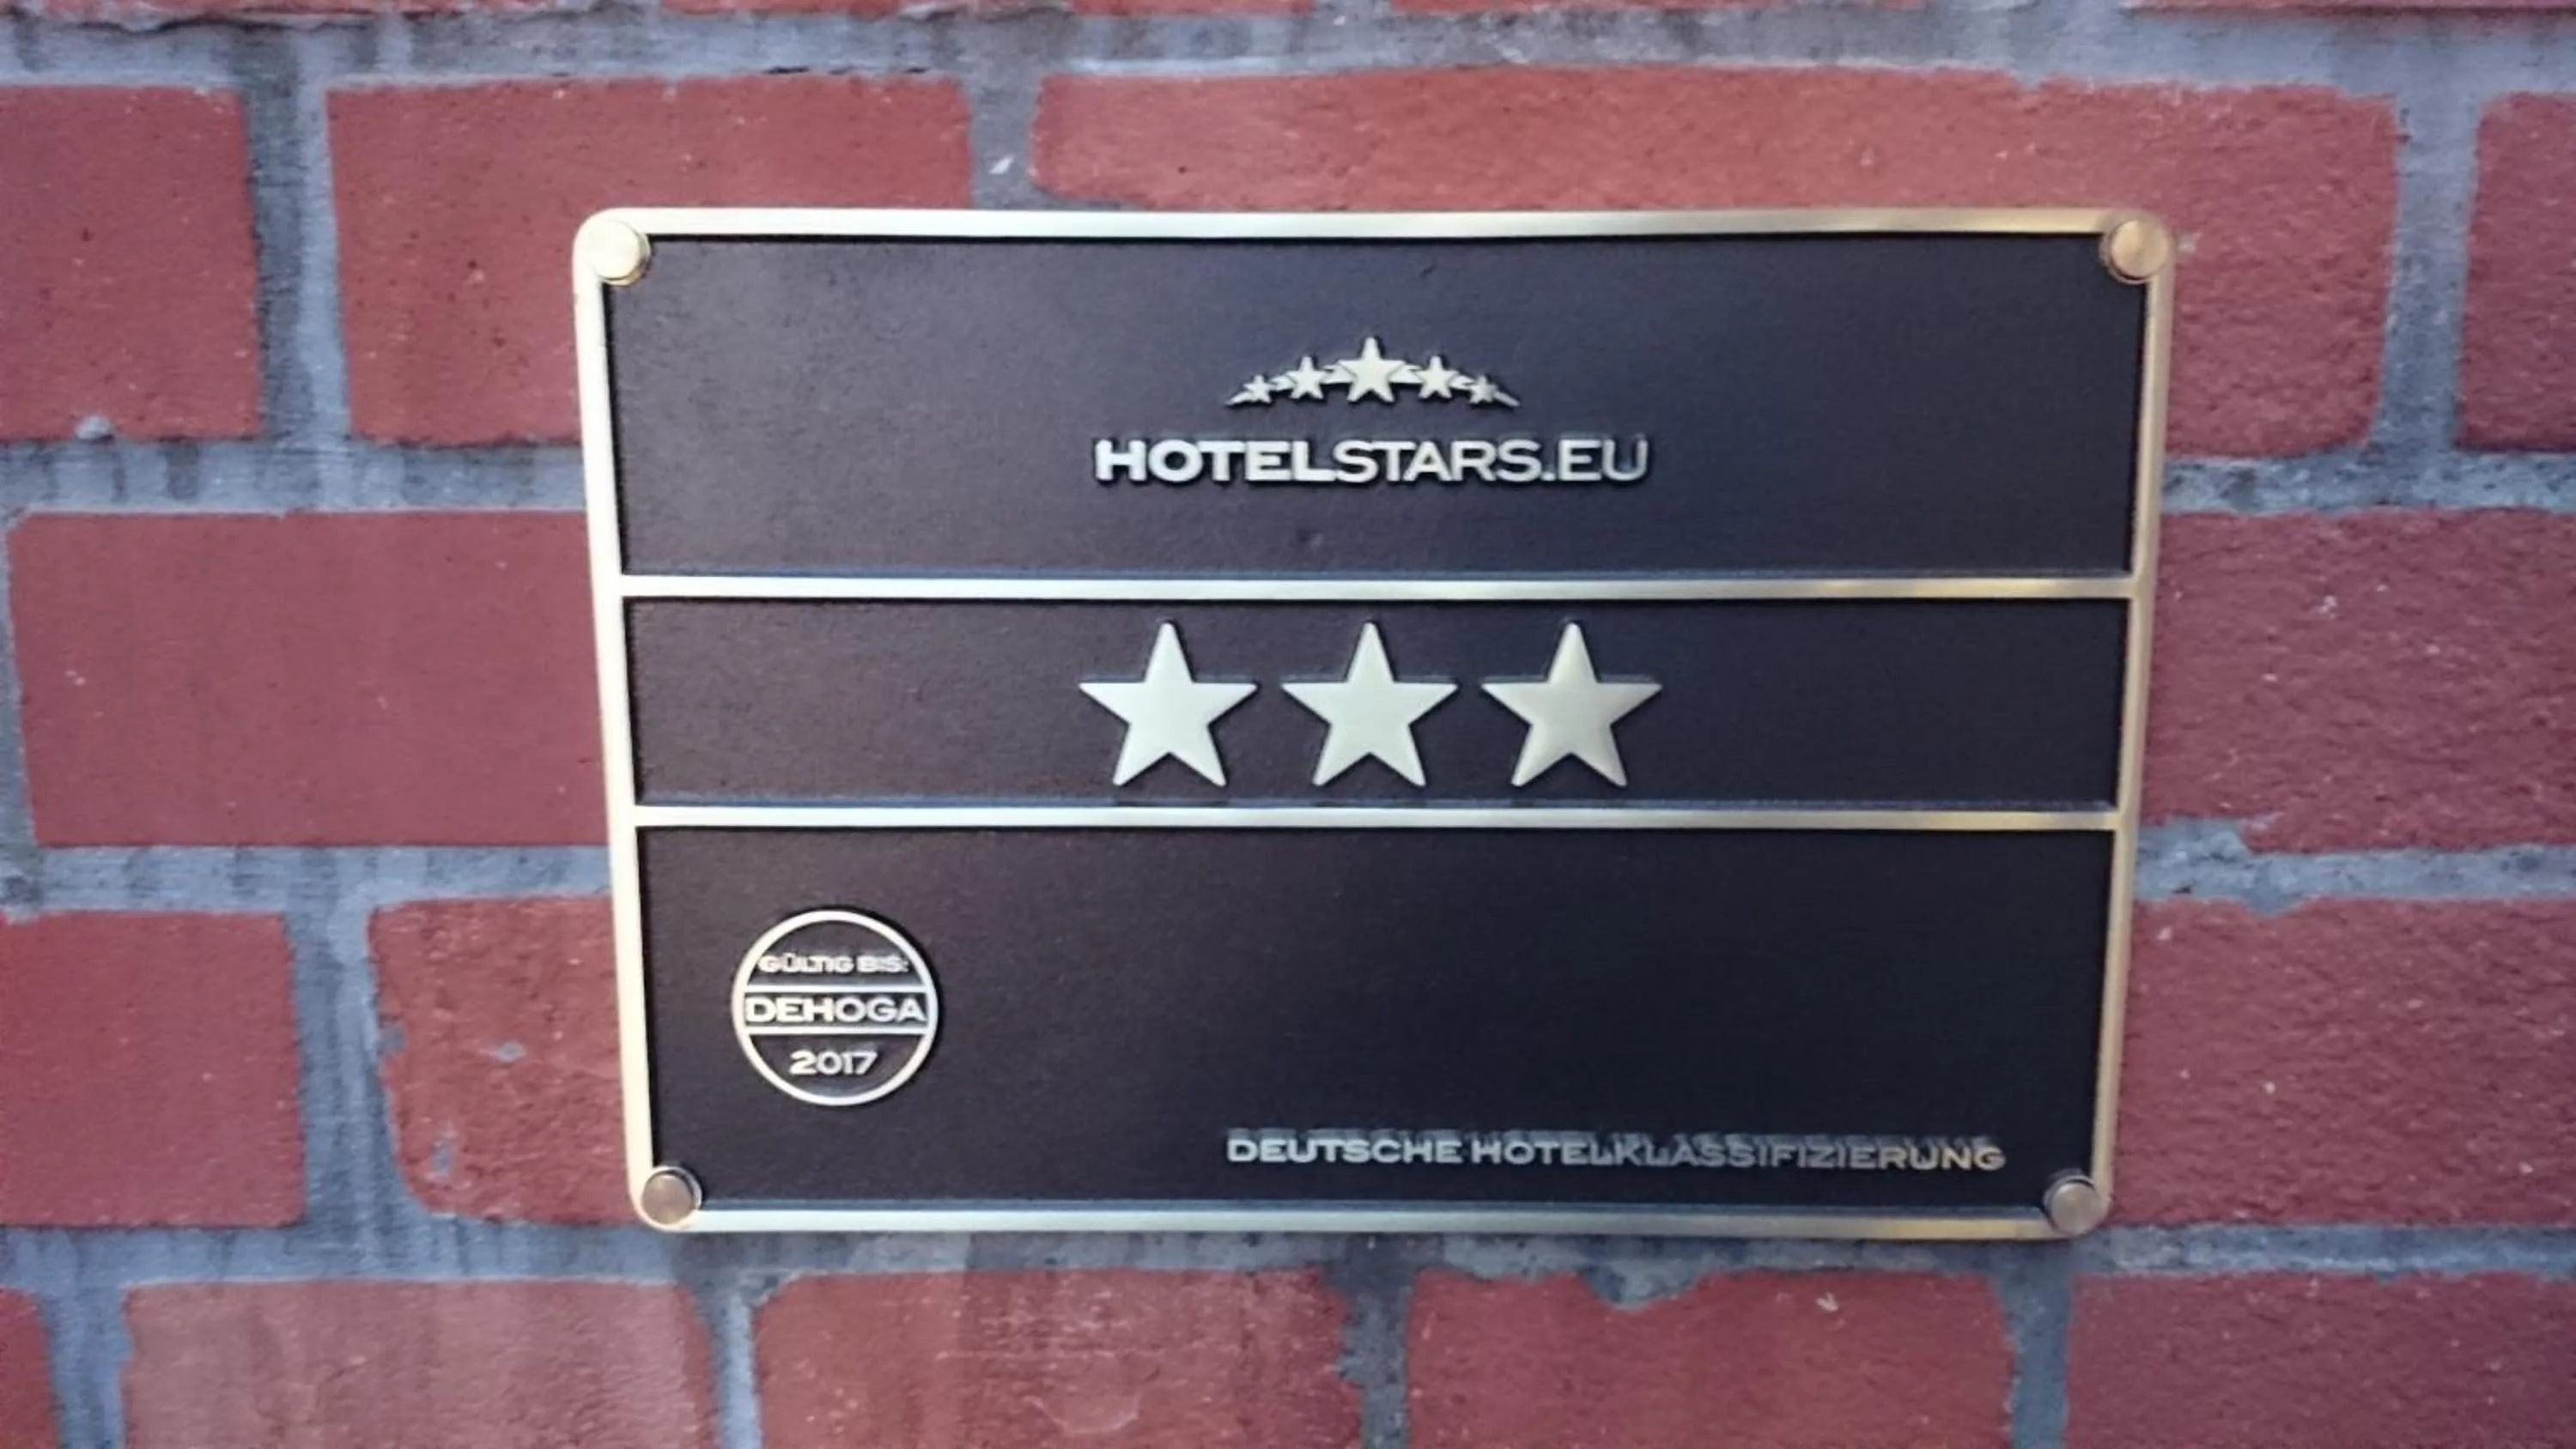 HOTELSTARS.EU
GÜLTIG BIS:
DEHOGA
2017
DEUTSCHE HOTELKLASSIFIZIERUNG